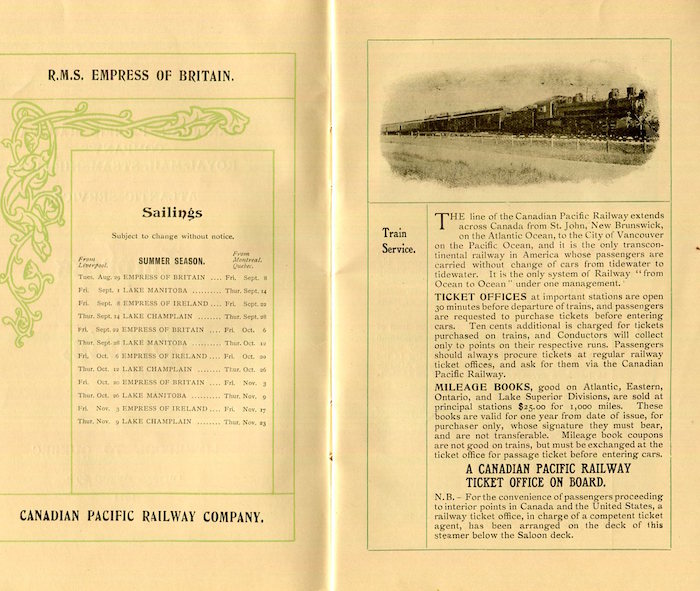 R.M.S. EMPRESS OF BRITAIN.
Sailings
Subject to change without notice.
From Liverpool. SUMMER SEASON. From Montreal. Quebec.
Tues. Aug. 29 EMPRESS OF BRITAIN .... Fri. Sept. 8
Fri. Sept. 1 LAKE MANITOBA ......... Thur. Sept. 14
Fri. Sept. 8 EMPRESS OF IRELAND .... Fri. Sept. 22
Thur. Sept. 14 LAKE CHAMPLAIN ........ Thur. Sept. 28
Fri. Sept. 22 EMPRESS OF BRITAIN .... Fri. Oct. 6
Thur. Sept. 28 LAKE MANITOBA ......... Thur. Oct. 12
Fri. Oct. 6 EMPRESS OF IRELAND .... Fri. Oct. 20
Thur. Oct. 12 LAKE CHAMPLAIN ........ Thur. Oct. 26
Fri. Oct. 20 EMPRESS OF BRITAIN .... Fri. Nov. 3
Thur. Oct. 26 LAKE MANITOBA ......... Thur. Nov. 9
Fri. Nov. 3 EMPRESS OF IRELAND .... Fri. Nov. 17
Thur. Nov. 9 LAKE CHAMPLAIN ........ Thur. Nov. 23
CANADIAN PACIFIC RAILWAY COMPANY.
Train
Service.
THE line of the Canadian Pacific Railway extends
across Canada from St. John, New Brunswick,
on the Atlantic Ocean, to the City of Vancouver
on the Pacific Ocean, and it is the only transcon-
tinental railway in America whose passengers are
carried without change of cars from tidewater to
tidewater. It is the only system of Railway "from
Ocean to Ocean" under one management.
TICKET OFFICES at important stations are open
30 minutes before departure of trains, and passengers
are requested to purchase tickets before entering
cars. Ten cents additional is charged for tickets
purchased on trains, and Conductors will collect
only to points on their respective runs. Passengers
should always procure tickets at regular railway
ticket offices, and ask for them via the Canadian
Pacific Railway.
MILEAGE BOOKS, good on Atlantic, Eastern,
Ontario, and Lake Superior Divisions, are sold at
principal stations $25.00 for 1,000 miles. These
books are valid for one year from date of issue, for
purchaser only, whose signature they must bear,
and are not transferable. Mileage book coupons
are not good on trains, but must be exchanged at the
ticket office for passage ticket before entering cars.
A CANADIAN PACIFIC RAILWAY
TICKET OFFICE ON BOARD.
N.B. – For the convenience of passengers proceeding
to interior points in Canada and the United States, a
railway ticket office, in charge of a competent ticket
agent, has been arranged on the deck of this
steamer below the Saloon deck.